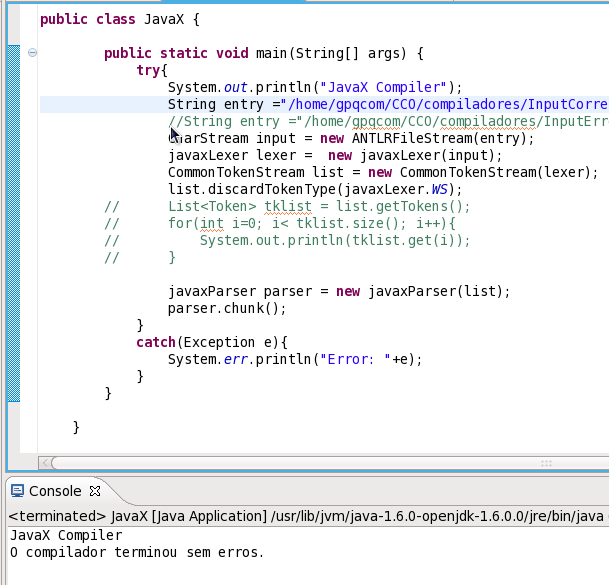 public class JavaX {
public static void main(String[] args) {
try{
System.out.println("JavaX Compiler");
String entry ="/home/gpqcom/CCO/compiladores/InputCorre
//String entry ="/home/gpqcom/CCO/compiladores/InputErr
CharStream input = new ANTLRFileStream(entry);
javaxLexer lexer =  new javaxLexer(input);
CommonTokenStream list = new CommonTokenStream(lexer);
list.discardTokenType(javaxLexer.WS);
//      List<Token> tklist = list.getTokens();
//      for(int i=0; i< tklist.size(); i++){
//          System.out.println(tklist.get(i));
//      }
javaxParser parser = new javaxParser(list);
parser.chunk();
}
catch(Exception e){
System.err.println("Error: "+e);
}
}
}
Console
<terminated> JavaX [Java Application] /usr/lib/jvm/java-1.6.0-openjdk-1.6.0.0/jre/bin/java
JavaX Compiler
O compilador terminou sem erros.